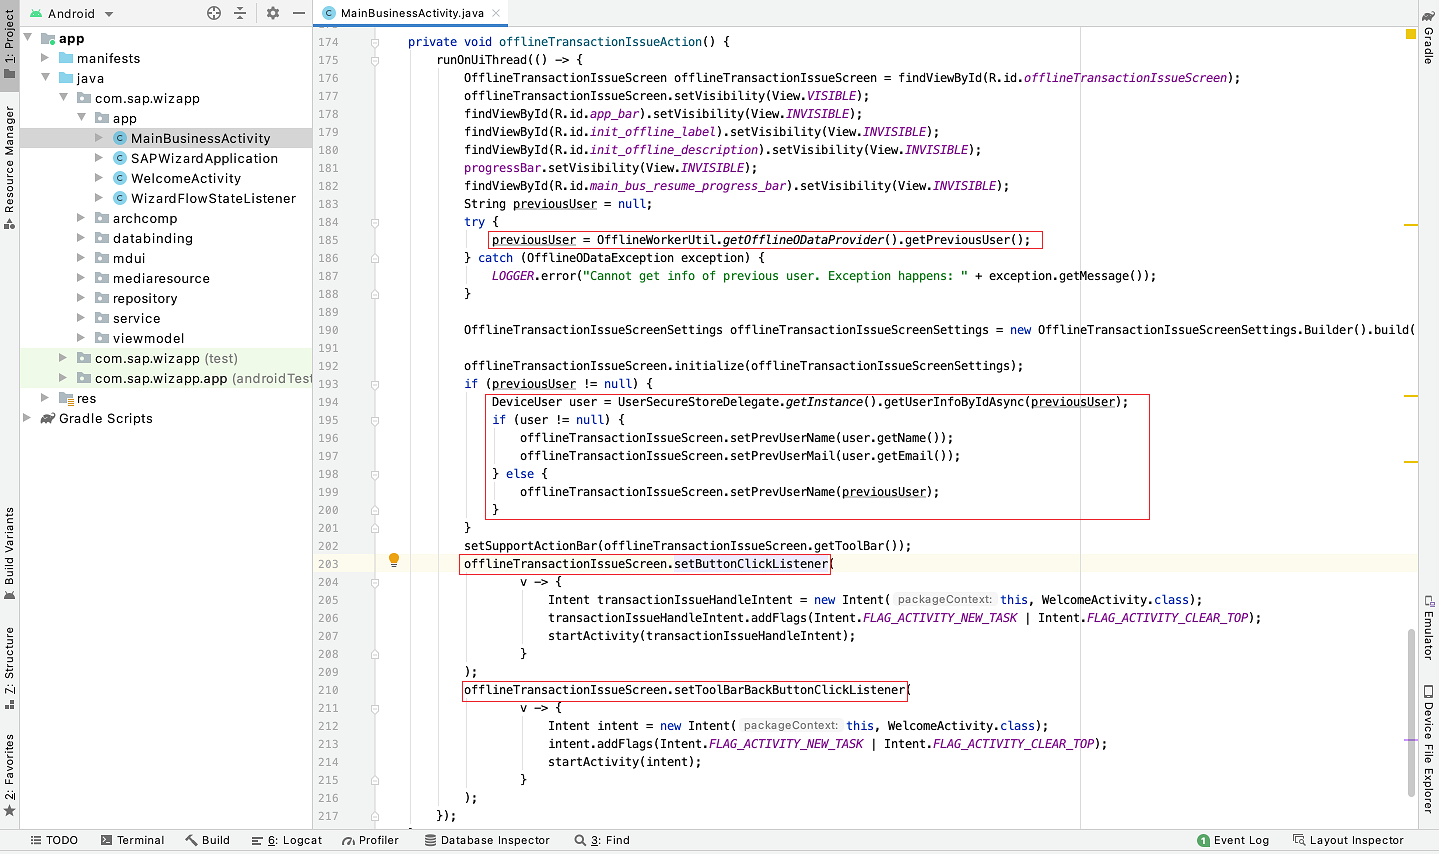 Android
MainBusinessActivity.java
1: Project
Resource Manager
Build Variants
7: Structure
2: Favorites
app
manifests
java
com.sap.wizapp
app
MainBusinessActivity
SAPWizardApplication
WelcomeActivity
WizardFlowStateListener
archcomp
databinding
mdui
mediaresource
repository
service
viewmodel
com.sap.wizapp (test)
com.sap.wizapp.app (androidTest
res
Gradle Scripts
174 private void offlineTransactionIssueAction() {
175 runOnUiThread(() -> {
176 OfflineTransactionIssueScreen offlineTransactionIssueScreen = findViewById(R.id.offlineTransactionIssueScreen);
177 offlineTransactionIssueScreen.setVisibility(View.VISIBLE);
178 findViewById(R.id.app_bar).setVisibility(View.INVISIBLE);
179 findViewById(R.id.init_offline_label).setVisibility(View.INVISIBLE);
180 findViewById(R.id.init_offline_description).setVisibility(View.INVISIBLE);
181 progressBar.setVisibility(View.INVISIBLE);
182 findViewById(R.id.main_bus_resume_progress_bar).setVisibility(View.INVISIBLE);
183 String previousUser = null;
184 try {
185 previousUser = OfflineWorkerUtil.getOfflineODataProvider().getPreviousUser();
186 } catch (OfflineODataException exception) {
187 LOGGER.error("Cannot get info of previous user. Exception happens: " + exception.getMessage());
188 }
189
190 OfflineTransactionIssueScreenSettings offlineTransactionIssueScreenSettings = new OfflineTransactionIssueScreenSettings.Builder().build(
191
192 offlineTransactionIssueScreen.initialize(offlineTransactionIssueScreenSettings);
193 if (previousUser != null) {
194 DeviceUser user = UserSecureStoreDelegate.getInstance().getUserInfoByIdAsync(previousUser);
195 if (user != null) {
196 offlineTransactionIssueScreen.setPrevUserName(user.getName());
197 offlineTransactionIssueScreen.setPrevUserMail(user.getEmail());
198 } else {
199 offlineTransactionIssueScreen.setPrevUserName(previousUser);
200 }
201 }
202 setSupportActionBar(offlineTransactionIssueScreen.getToolBar());
203 offlineTransactionIssueScreen.setButtonClickListener(
204 v -> {
205 Intent transactionIssueHandleIntent = new Intent( packageContext: this, WelcomeActivity.class);
206 transactionIssueHandleIntent.addFlags(Intent.FLAG_ACTIVITY_NEW_TASK | Intent.FLAG_ACTIVITY_CLEAR_TOP);
207 startActivity(transactionIssueHandleIntent);
208 }
209 );
210 offlineTransactionIssueScreen.setToolBarBackButtonClickListener(
211 v -> {
212 Intent intent = new Intent( packageContext: this, WelcomeActivity.class);
213 intent.addFlags(Intent.FLAG_ACTIVITY_NEW_TASK | Intent.FLAG_ACTIVITY_CLEAR_TOP);
214 startActivity(intent);
215 }
216 );
217 });
Gradle
Emulator
Device File Explorer
TODO
Terminal
Build
6: Logcat
Profiler
Database Inspector
3: Find
1 Event Log
Layout Inspector